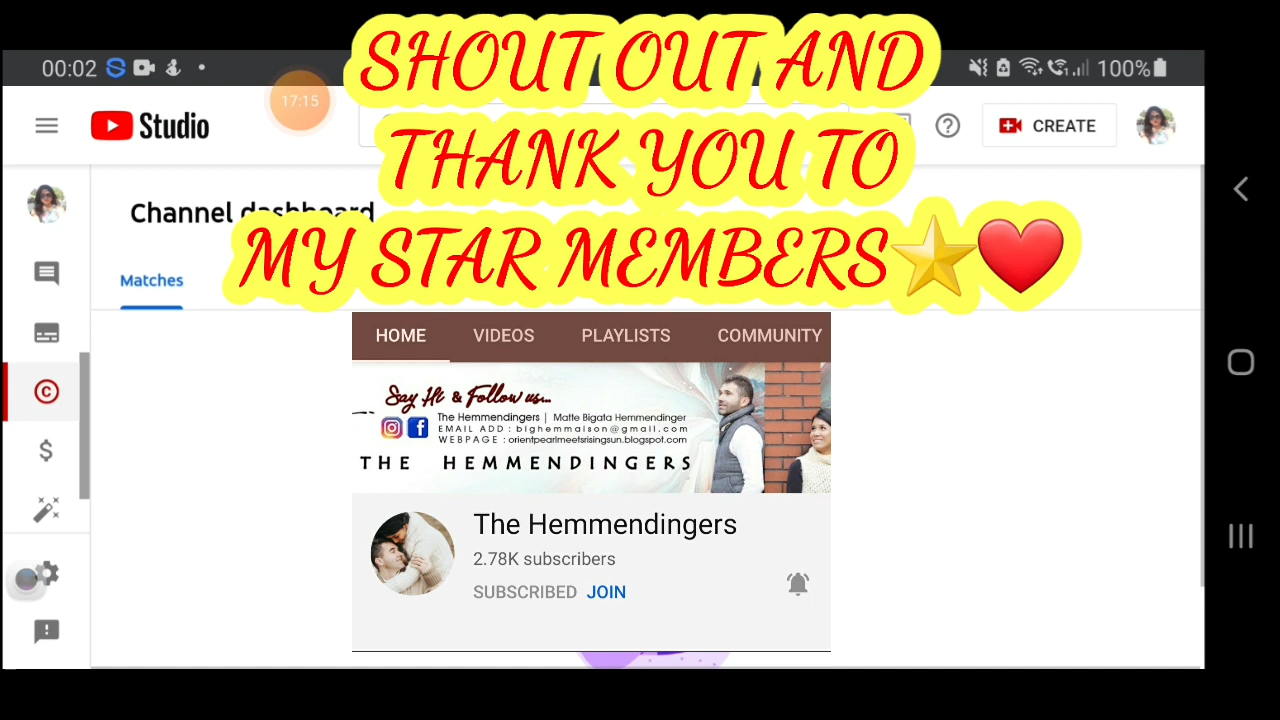 SHOUT OUT AND
THANK YOU TO
MY STAR MEMBERS
00:02
100%
17:15
Studio
CREATE
Channel dashboard
Matches
HOME VIDEOS PLAYLISTS COMMUNITY
Say Hi & Follow us...
The Hemmendingers | Matte Bigata Hemmendinger
EMAIL ADD : bighemmaison@gmail.com
WEBPAGE : orientpearlmeetsrisingsun.blogspot.com
THE HEMMENDINGERS
The Hemmendingers
2.78K subscribers
SUBSCRIBED JOIN